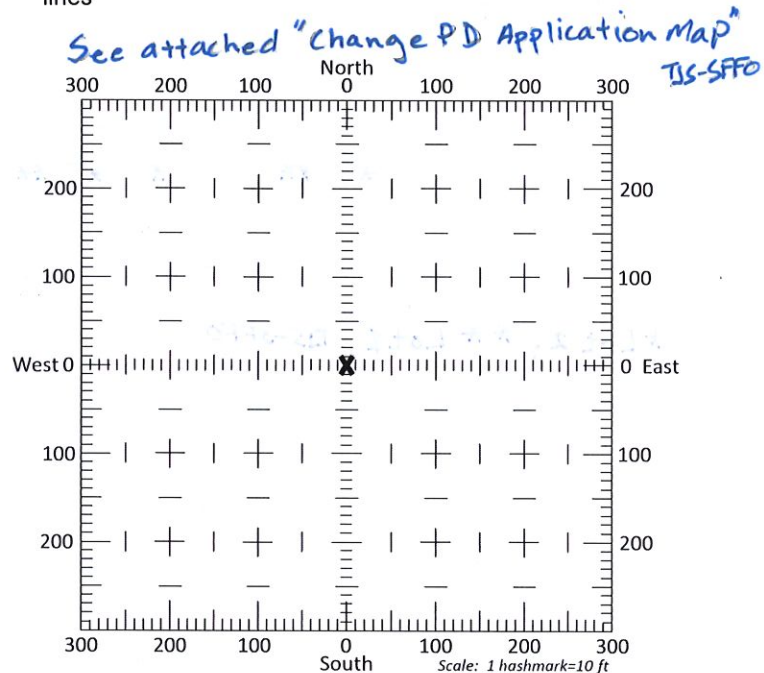 lines
See attached "Change PD Application Map"
TJS-SFFO
North
300 200 100 0 100 200 300
200 200
100 100
West 0 X 0 East
100 100
200 200
300 200 100 0 100 200 300
South
Scale: 1 hashmark=10 ft